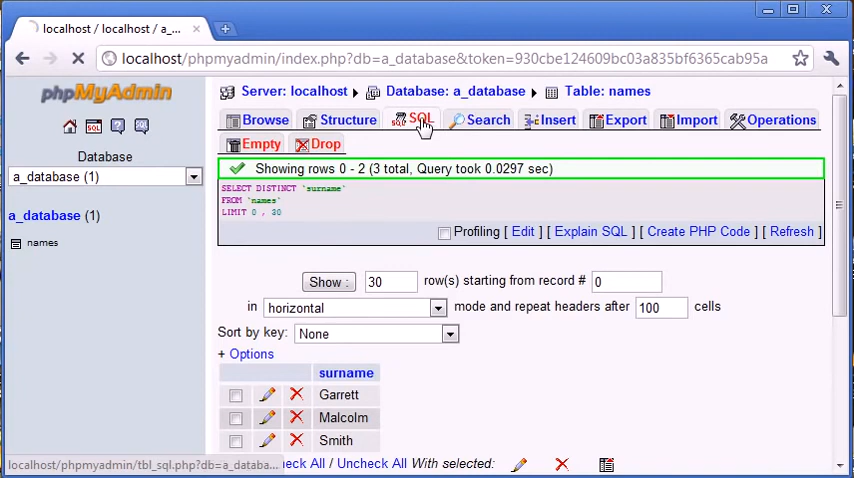 localhost / localhost / a_...
localhost/phpmyadmin/index.php?db=a_database&token=930cbe124609bc03a835bf6365cab95a
phpMyAdmin
Server: localhost Database: a_database Table: names
Browse Structure SQL Search Insert Export Import Operations
Empty Drop
SQL
Database
a_database (1)
a_database (1)
names
Showing rows 0 - 2 (3 total, Query took 0.0297 sec)
SELECT DISTINCT `surname`
FROM `names`
LIMIT 0 , 30
Profiling [ Edit ] [ Explain SQL ] [ Create PHP Code ] [ Refresh ]
Show : 30 row(s) starting from record # 0
in horizontal mode and repeat headers after 100 cells
Sort by key: None
+ Options
surname
Garrett
Malcolm
Smith
heck All / Uncheck All With selected:
localhost/phpmyadmin/tbl_sql.php?db=a_databa...